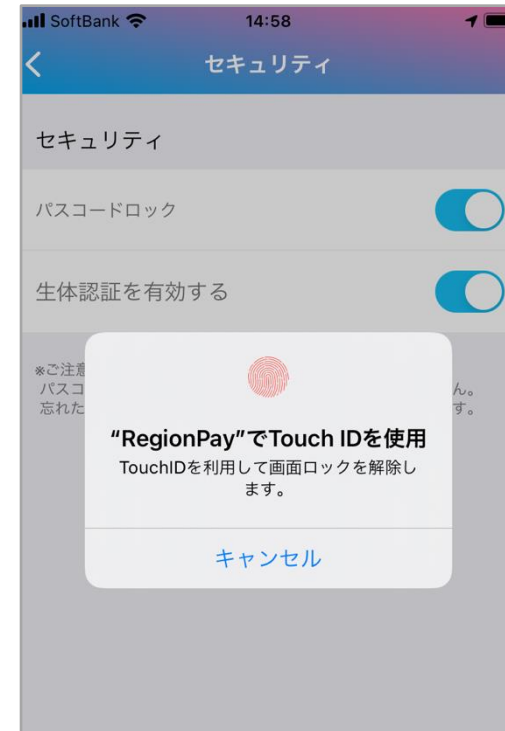 SoftBank 14:58
セキュリティ
セキュリティ
パスコードロック
生体認証を有効する
※ご注意
パスコ ん。
忘れた す。
“RegionPay”でTouch IDを使用
TouchIDを利用して画面ロックを解除し
ます。
キャンセル